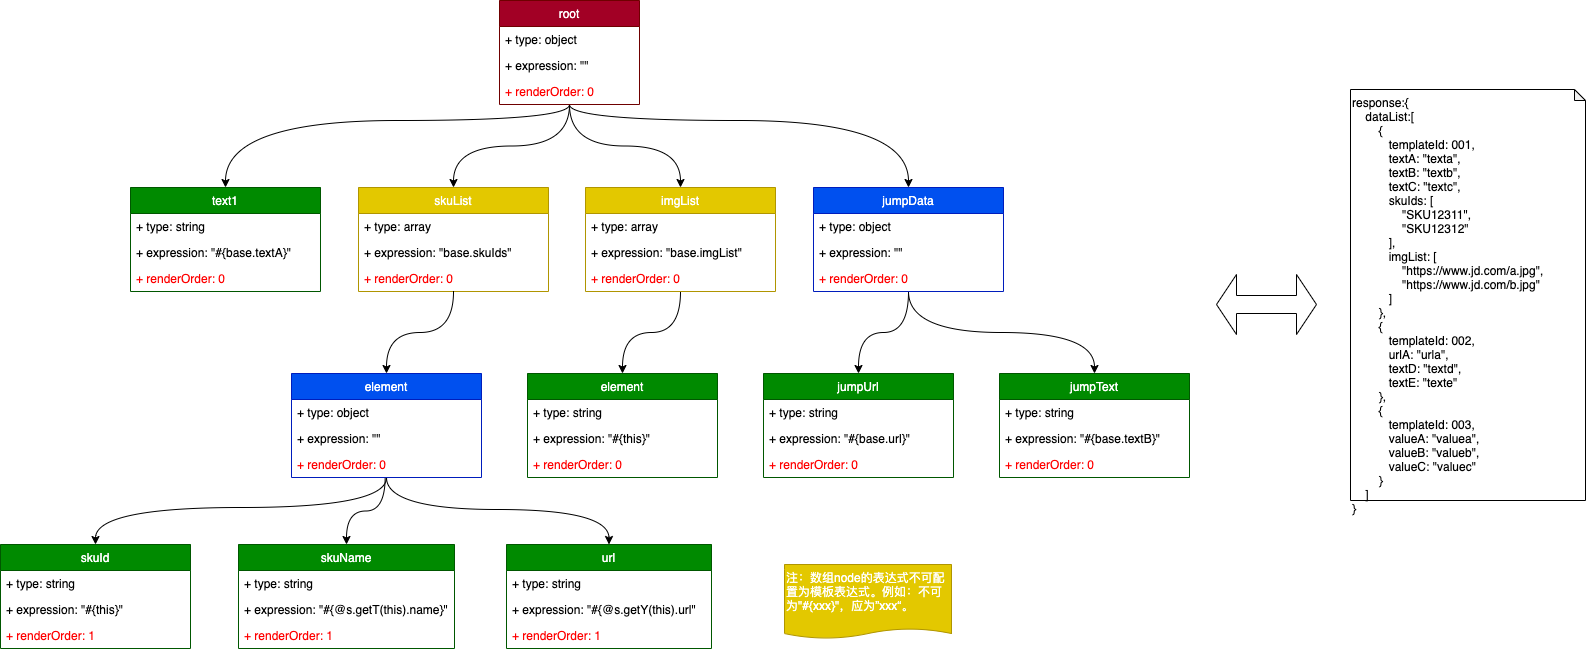 root
+ type: object
+ expression: ""
+ renderOrder: 0
text1
+ type: string
+ expression: "#{base.textA}"
+ renderOrder: 0
skuList
+ type: array
+ expression: "base.skuIds"
+ renderOrder: 0
imgList
+ type: array
+ expression: "base.imgList"
+ renderOrder: 0
jumpData
+ type: object
+ expression: ""
+ renderOrder: 0
element
+ type: object
+ expression: ""
+ renderOrder: 0
element
+ type: string
+ expression: "#{this}"
+ renderOrder: 0
jumpUrl
+ type: string
+ expression: "#{base.url}"
+ renderOrder: 0
jumpText
+ type: string
+ expression: "#{base.textB}"
+ renderOrder: 0
skuId
+ type: string
+ expression: "#{this}"
+ renderOrder: 1
skuName
+ type: string
+ expression: "#{@s.getT(this).name}"
+ renderOrder: 1
url
+ type: string
+ expression: "#{@s.getY(this).url
+ renderOrder: 1
注：数组node的表达式不可配
置为模板表达式。例如：不可
为"#{xxx}"，应为"xxx"。
response:{
dataList:[
{
templateId: 001,
textA: "texta",
textB: "textb",
textC: "textc",
skuIds: [
"SKU12311",
"SKU12312"
],
imgList: [
"https://www.jd.com/a.jpg",
"https://www.jd.com/b.jpg"
]
},
{
templateId: 002,
urlA: "urla",
textD: "textd",
textE: "texte"
},
{
templateId: 003,
valueA: "valuea",
valueB: "valueb",
valueC: "valuec"
}
]
}